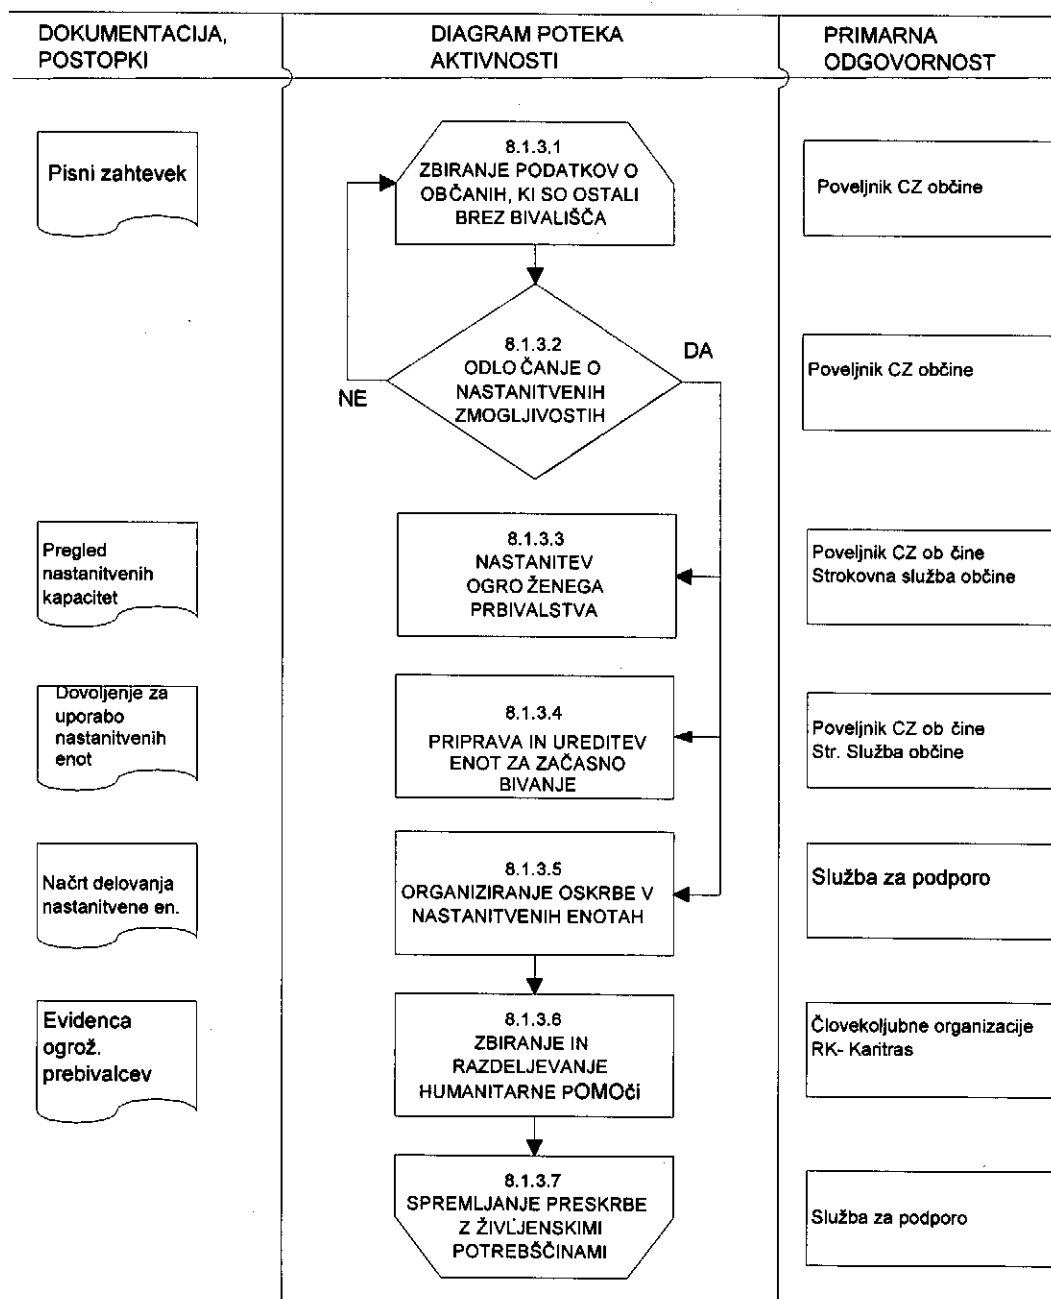 DOKUMENTACIJA,
POSTOPKI
DIAGRAM POTEKA
AKTIVNOSTI
PRIMARNA
ODGOVORNOST
Pisni zahtevek
8.1.3.1
ZBIRANJE PODATKOV O
OBČANIH, KI SO OSTALI
BREZ BIVALIŠČA
Poveljnik CZ občine
8.1.3.2
ODLO ČANJE O
NASTANITVENIH
ZMOGLJIVOSTIH
NE
DA
Poveljnik CZ občine
Pregled
nastanitvenih
kapacitet
8.1.3.3
NASTANITEV
OGRO ŽENEGA
PRBIVALSTVA
Poveljnik CZ ob čine
Strokovna služba občine
Dovoljenje za
uporabo
nastanitvenih
enot
8.1.3.4
PRIPRAVA IN UREDITEV
ENOT ZA ZAČASNO
BIVANJE
Poveljnik CZ ob čine
Str. Služba občine
Načrt delovanja
nastanitvene en.
8.1.3.5
ORGANIZIRANJE OSKRBE V
NASTANITVENIH ENOTAH
Služba za podporo
Evidenca
ogrož.
prebivalcev
8.1.3.6
ZBIRANJE IN
RAZDELJEVANJE
HUMANITARNE POMOči
Človekoljubne organizacije
RK- Karitras
8.1.3.7
SPREMLJANJE PRESKRBE
Z ŽIVLJENSKIMI
POTREBŠČINAMI
Služba za podporo